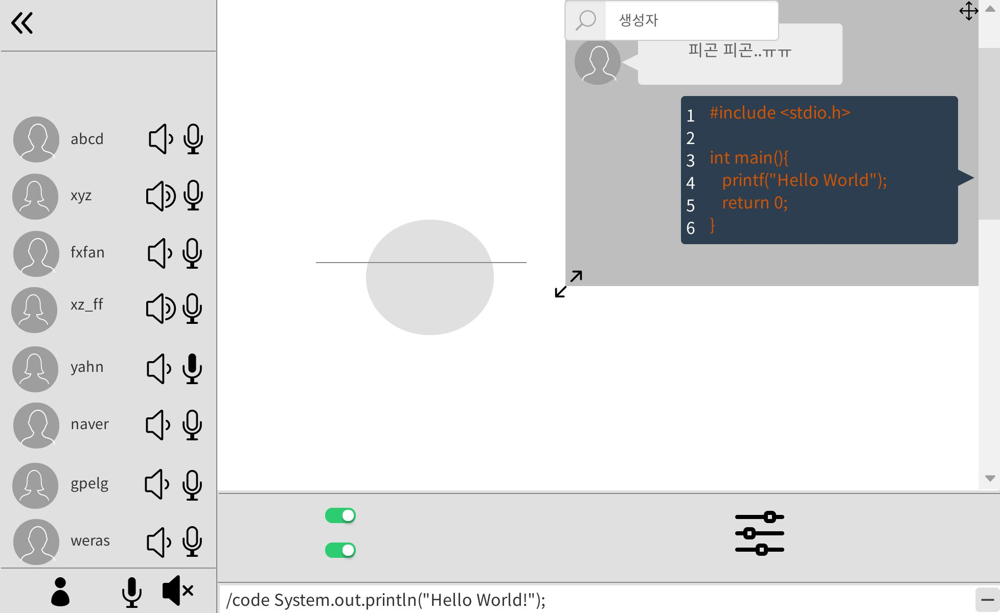 abcd
xyz
fxfan
xz_ff
yahn
naver
gpelg
weras
생성자
피곤 피곤..ㅠㅠ
1 #include <stdio.h>
2
3 int main(){
4 printf("Hello World");
5 return 0;
6 }
/code System.out.println("Hello World!");